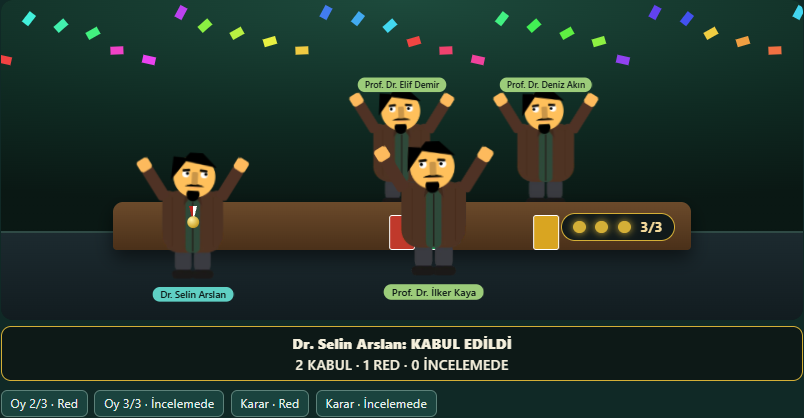 Prof. Dr. Elif Demir
Prof. Dr. Deniz Akın
3/3
Dr. Selin Arslan
Prof. Dr. İlker Kaya
Dr. Selin Arslan: KABUL EDİLDİ
2 KABUL · 1 RED · 0 İNCELEMEDE
Oy 2/3 · Red
Oy 3/3 · İncelemede
Karar · Red
Karar · İncelemede